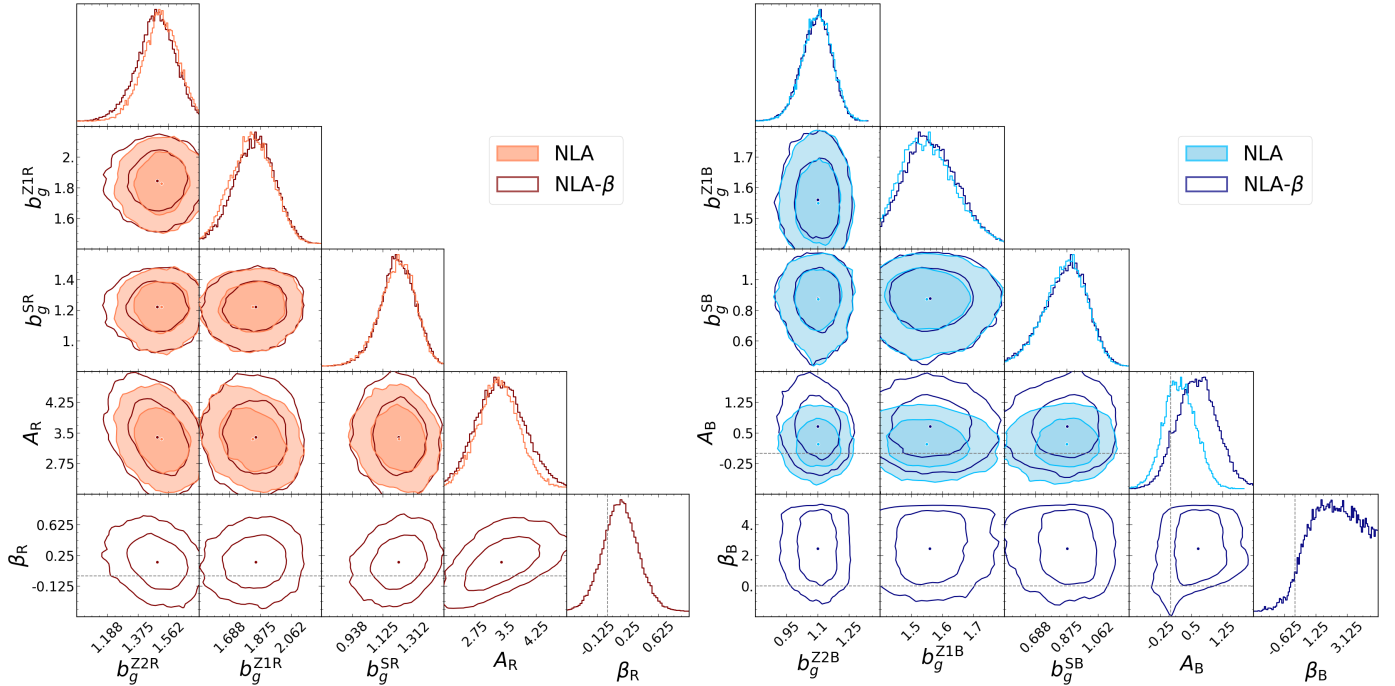 NLA
NLA-β
b_g^Z1R
2.
1.8
1.6
b_g^SR
1.4
1.2
1.
A_R
4.25
3.5
2.75
β_R
0.625
0.25
-0.125
1.188 1.375 1.562
1.688 1.875 2.062
0.938 1.125 1.312
2.75 3.5 4.25
-0.125 0.25 0.625
b_g^Z2R b_g^Z1R b_g^SR A_R β_R
NLA
NLA-β
b_g^Z1B
1.7
1.6
1.5
b_g^SB
1.
0.8
0.6
A_B
1.25
0.5
-0.25
β_B
4.
2
0
0.95 1.1 1.25
1.5 1.6 1.7
0.688 0.875 1.062
-0.25 0.5 1.25
-0.625 1.25 3.125
b_g^Z2B b_g^Z1B b_g^SB A_B β_B